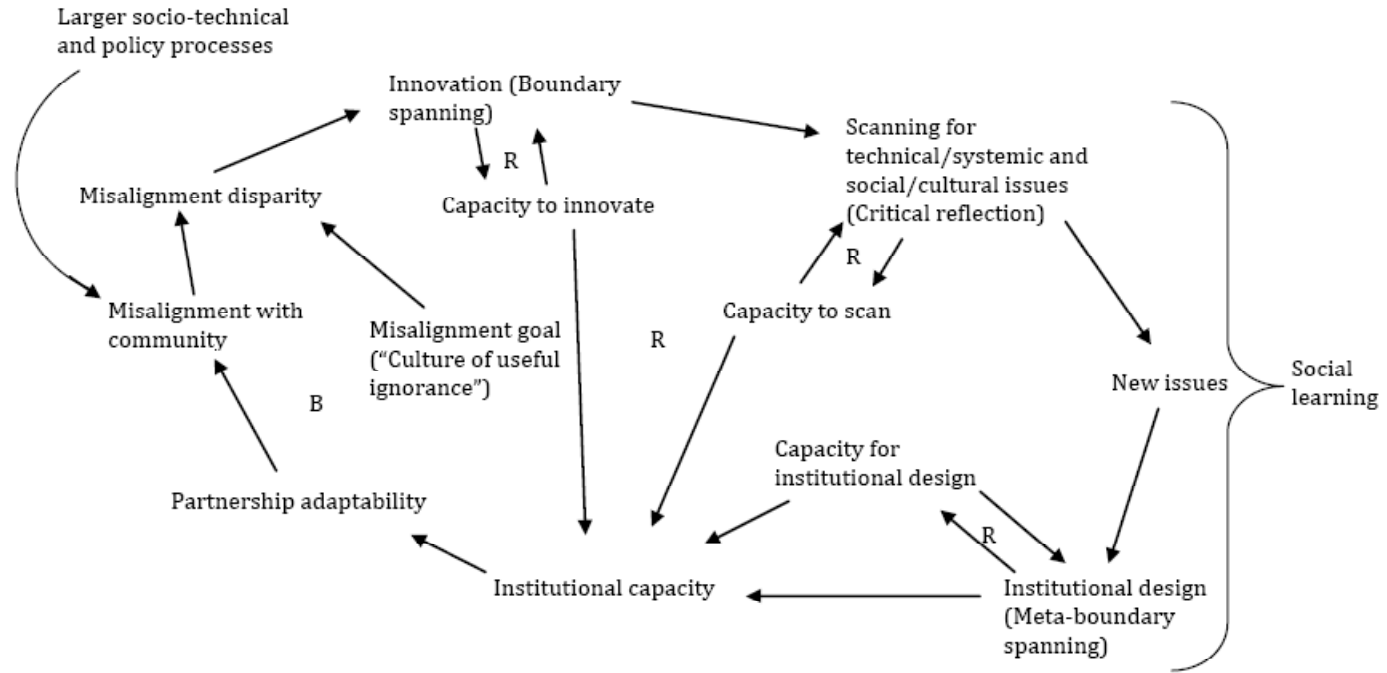 Larger socio-technical
and policy processes
Innovation (Boundary
spanning)
Scanning for
technical/systemic and
social/cultural issues
(Critical reflection)
R
Misalignment disparity
Capacity to innovate
R
Misalignment with
community
Misalignment goal
("Culture of useful
ignorance")
R
Capacity to scan
New issues
Social
learning
B
Capacity for
institutional design
Partnership adaptability
R
Institutional capacity
Institutional design
(Meta-boundary
spanning)